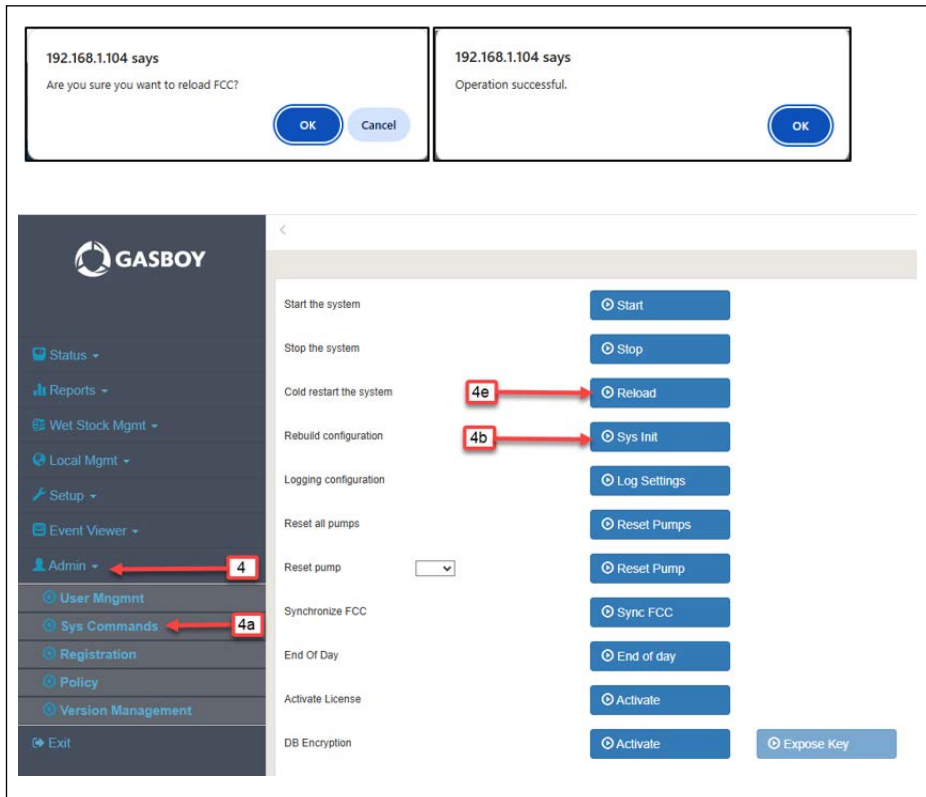 192.168.1.104 says
Are you sure you want to reload FCC?
OK Cancel
192.168.1.104 says
Operation successful.
OK
GASBOY
Status
Reports
Wet Stock Mgmt
Local Mgmt
Setup
Event Viewer
Admin
4
User Mngmnt
Sys Commands
4a
Registration
Policy
Version Management
Exit
<
Start the system Start
Stop the system Stop
Cold restart the system 4e Reload
Rebuild configuration 4b Sys Init
Logging configuration Log Settings
Reset all pumps Reset Pumps
Reset pump Reset Pump
Synchronize FCC Sync FCC
End Of Day End of day
Activate License Activate
DB Encryption Activate Expose Key